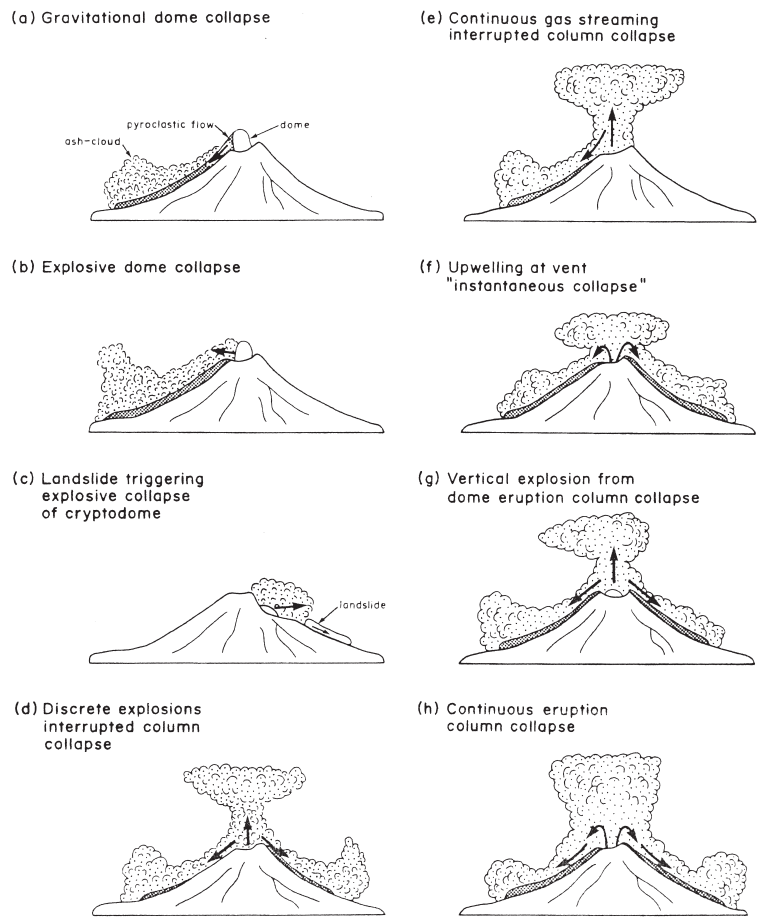 (a) Gravitational dome collapse
pyroclastic flow
dome
ash-cloud
(b) Explosive dome collapse
(c) Landslide triggering
explosive collapse
of cryptodome
landslide
(d) Discrete explosions
interrupted column
collapse
(e) Continuous gas streaming
interrupted column collapse
(f) Upwelling at vent
"instantaneous collapse"
(g) Vertical explosion from
dome eruption column collapse
(h) Continuous eruption
column collapse